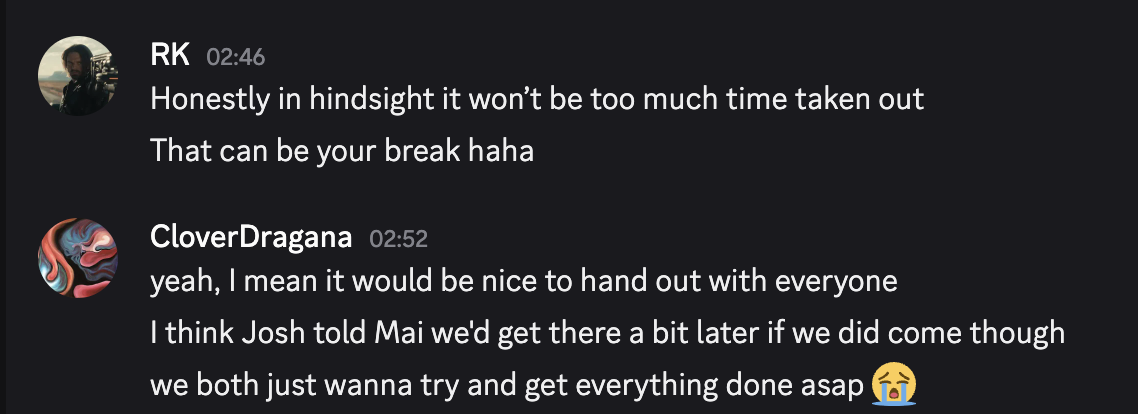 RK 02:46
Honestly in hindsight it won’t be too much time taken out
That can be your break haha
CloverDragana 02:52
yeah, I mean it would be nice to hand out with everyone
I think Josh told Mai we'd get there a bit later if we did come though
we both just wanna try and get everything done asap 😭